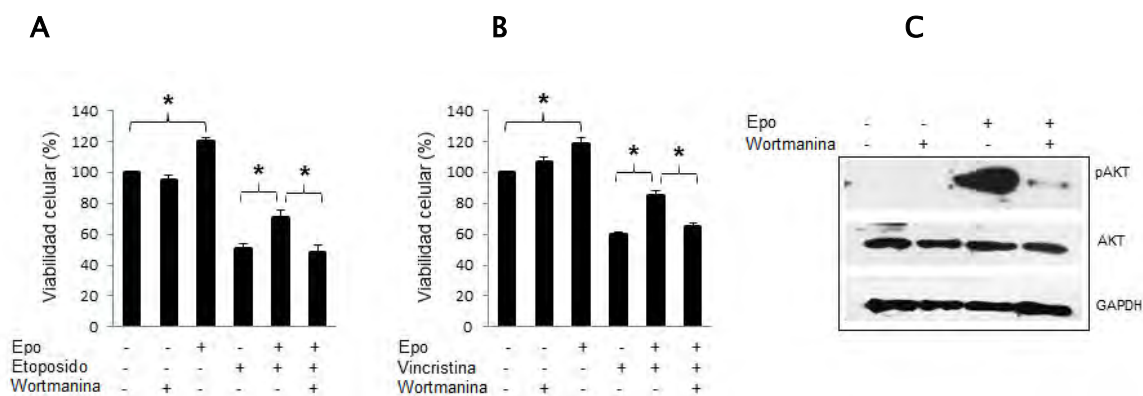 A
B
C
Viabilidad celular (%)
140
120
100
80
60
40
20
0
*
*
*
Epo - - + - + +
Etoposido - - - + + +
Wortmanina - + - - - +
Viabilidad celular (%)
140
120
100
80
60
40
20
0
*
*
*
Epo - - + - + +
Vincristina - - - + + +
Wortmanina - + - - - +
Epo - - + +
Wortmanina - + - +
pAKT
AKT
GAPDH